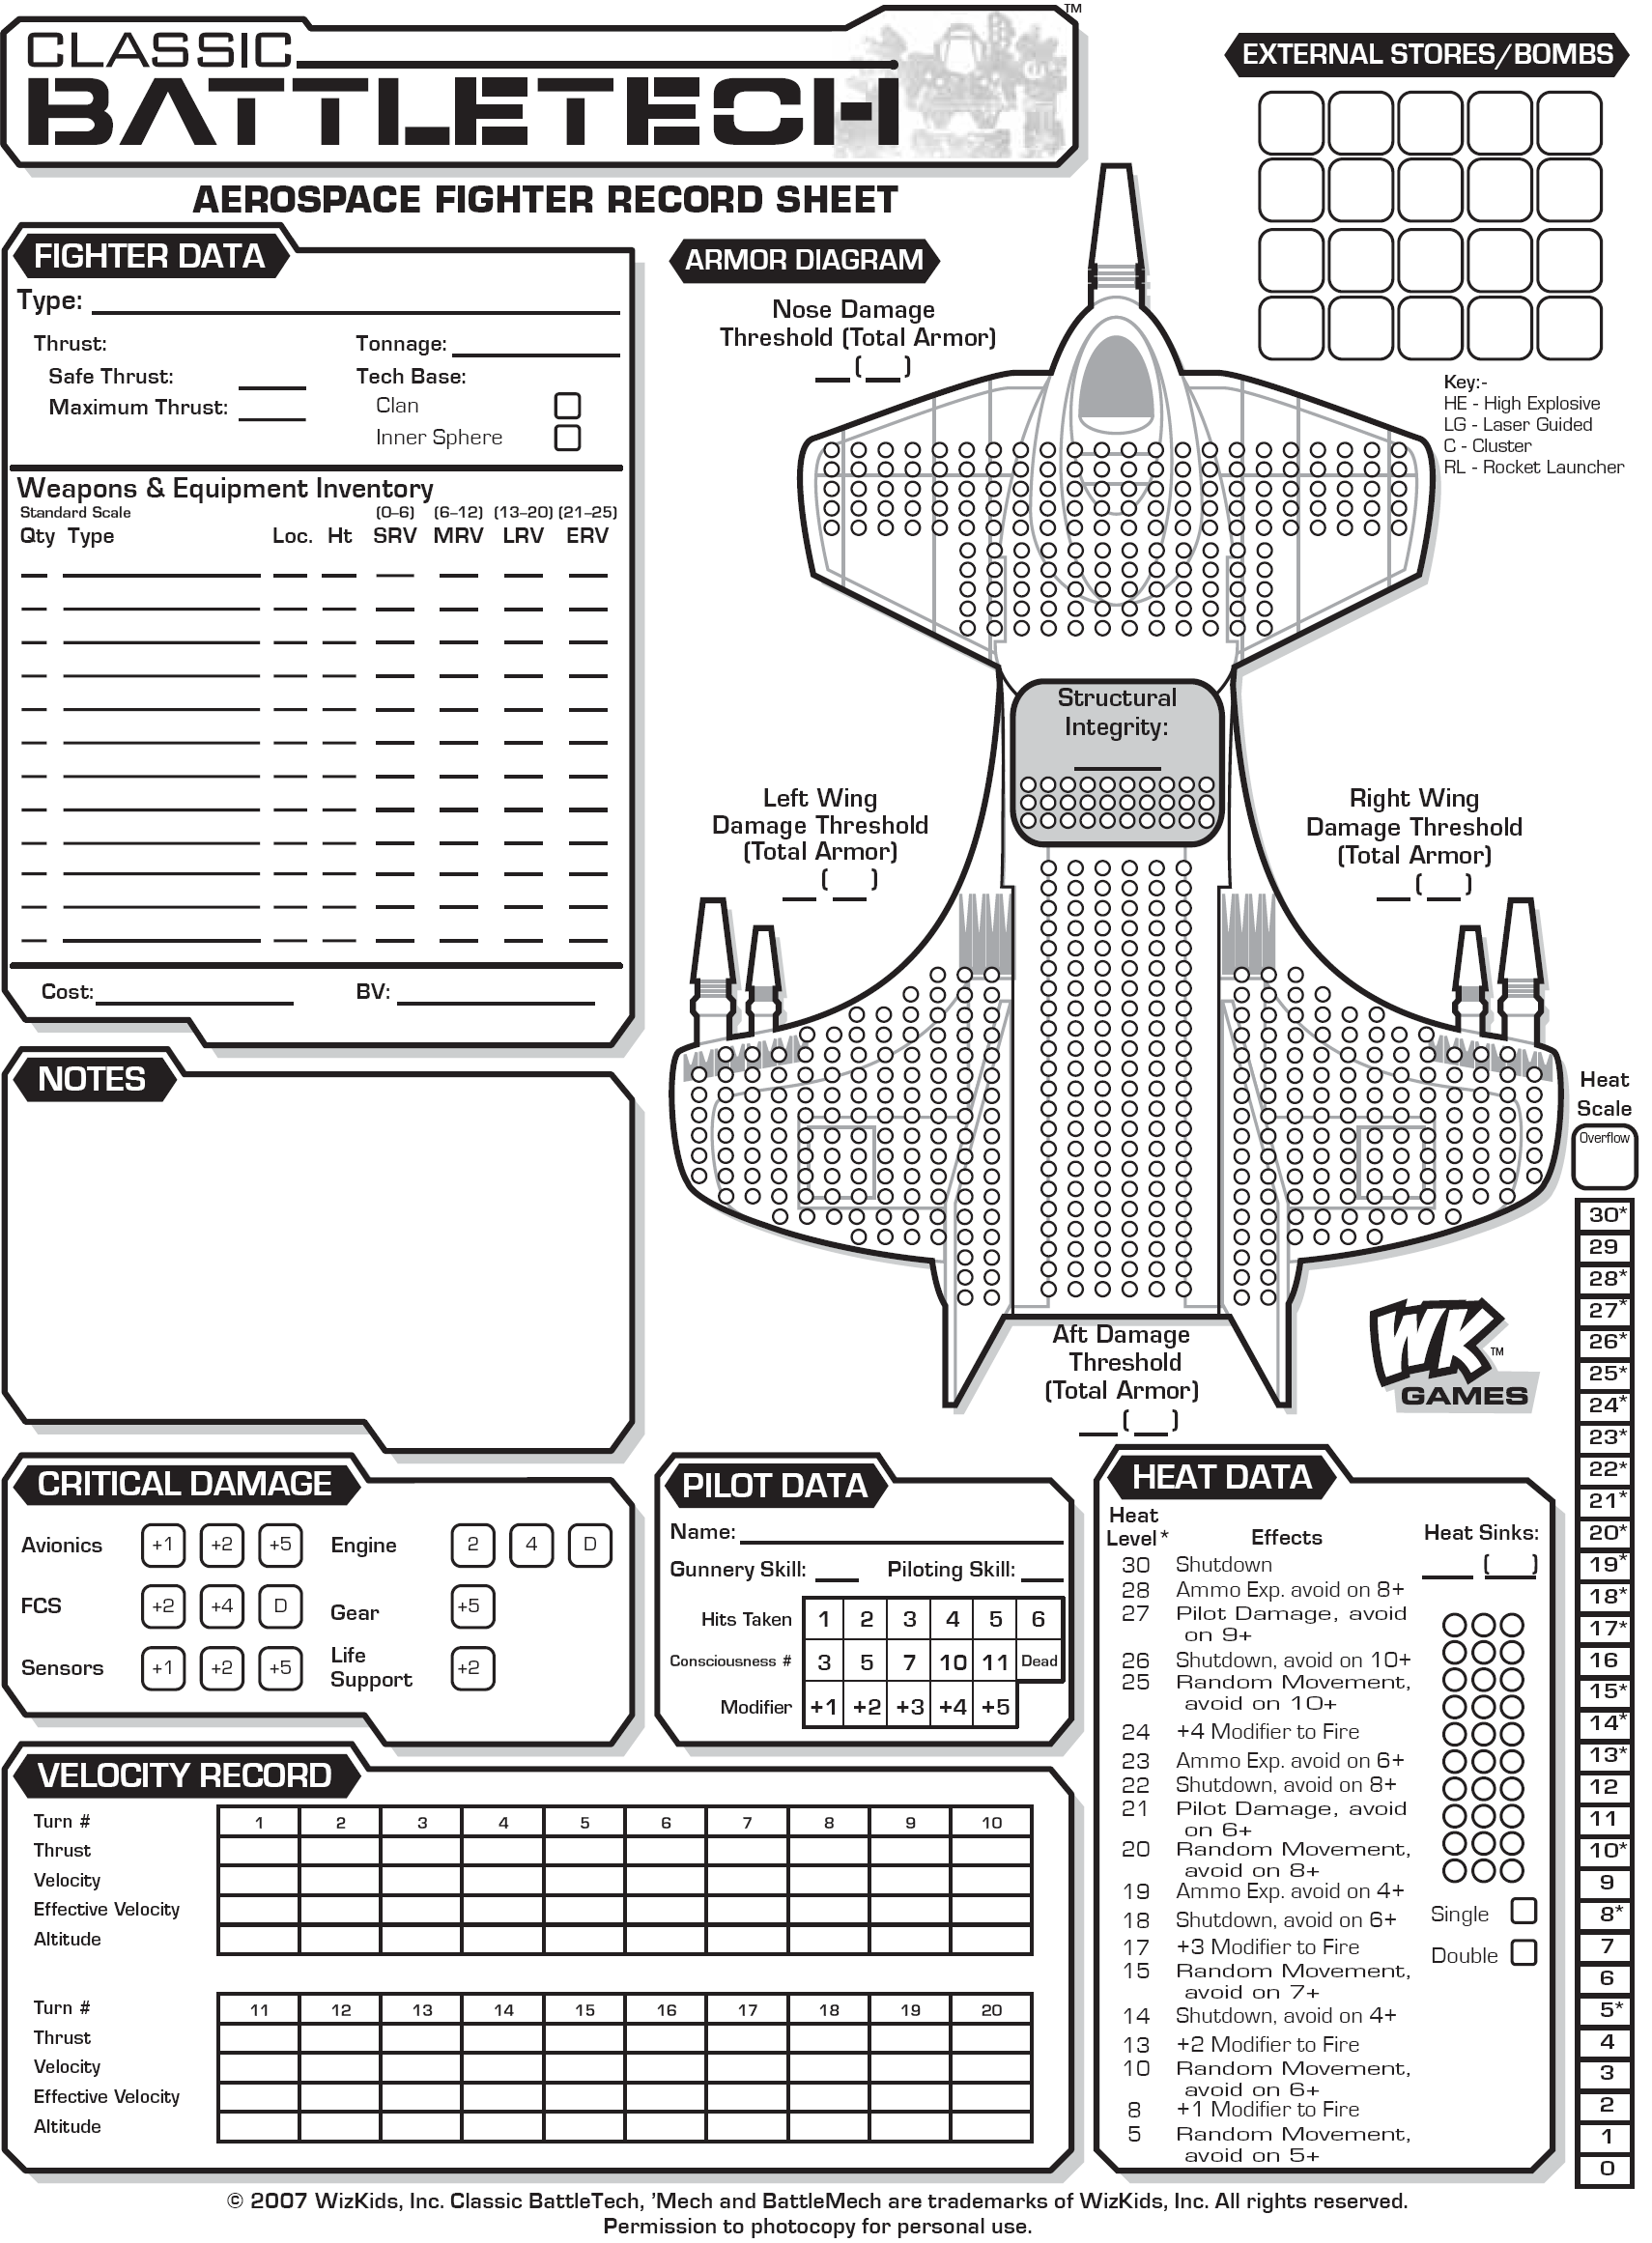 CLASSIC
BATTLETECH
TM
AEROSPACE FIGHTER RECORD SHEET
EXTERNAL STORES/BOMBS
Key:-
HE - High Explosive
LG - Laser Guided
C - Cluster
RL - Rocket Launcher
FIGHTER DATA
Type:
Thrust:
Safe Thrust:
Maximum Thrust:
Tonnage:
Tech Base:
Clan
Inner Sphere
Weapons & Equipment Inventory
Standard Scale (0–6) (6–12) (13–20) (21–25)
Qty Type Loc. Ht SRV MRV LRV ERV
Cost: BV:
ARMOR DIAGRAM
Nose Damage
Threshold (Total Armor)
( )
Structural
Integrity:
Left Wing
Damage Threshold
(Total Armor)
( )
Right Wing
Damage Threshold
(Total Armor)
( )
Aft Damage
Threshold
(Total Armor)
( )
WK
TM
GAMES
NOTES
CRITICAL DAMAGE
Avionics +1 +2 +5 Engine 2 4 D
FCS +2 +4 D Gear +5
Sensors +1 +2 +5 Life
Support +2
PILOT DATA
Name:
Gunnery Skill: Piloting Skill:
Hits Taken 1 2 3 4 5 6
Consciousness # 3 5 7 10 11 Dead
Modifier +1 +2 +3 +4 +5
VELOCITY RECORD
Turn # 1 2 3 4 5 6 7 8 9 10
Thrust
Velocity
Effective Velocity
Altitude
Turn # 11 12 13 14 15 16 17 18 19 20
Thrust
Velocity
Effective Velocity
Altitude
HEAT DATA
Heat
Level* Effects Heat Sinks:
( )
30 Shutdown
28 Ammo Exp. avoid on 8+
27 Pilot Damage, avoid
on 9+
26 Shutdown, avoid on 10+
25 Random Movement,
avoid on 10+
24 +4 Modifier to Fire
23 Ammo Exp. avoid on 6+
22 Shutdown, avoid on 8+
21 Pilot Damage, avoid
on 6+
20 Random Movement,
avoid on 8+
19 Ammo Exp. avoid on 4+
18 Shutdown, avoid on 6+
17 +3 Modifier to Fire
15 Random Movement,
avoid on 7+
14 Shutdown, avoid on 4+
13 +2 Modifier to Fire
10 Random Movement,
avoid on 6+
8 +1 Modifier to Fire
5 Random Movement,
avoid on 5+
Single
Double
Heat
Scale
Overflow
30*
29
28*
27*
26*
25*
24*
23*
22*
21*
20*
19*
18*
17*
16
15*
14*
13*
12
11
10*
9
8*
7
6
5*
4
3
2
1
0
© 2007 WizKids, Inc. Classic BattleTech, 'Mech and BattleMech are trademarks of WizKids, Inc. All rights reserved.
Permission to photocopy for personal use.